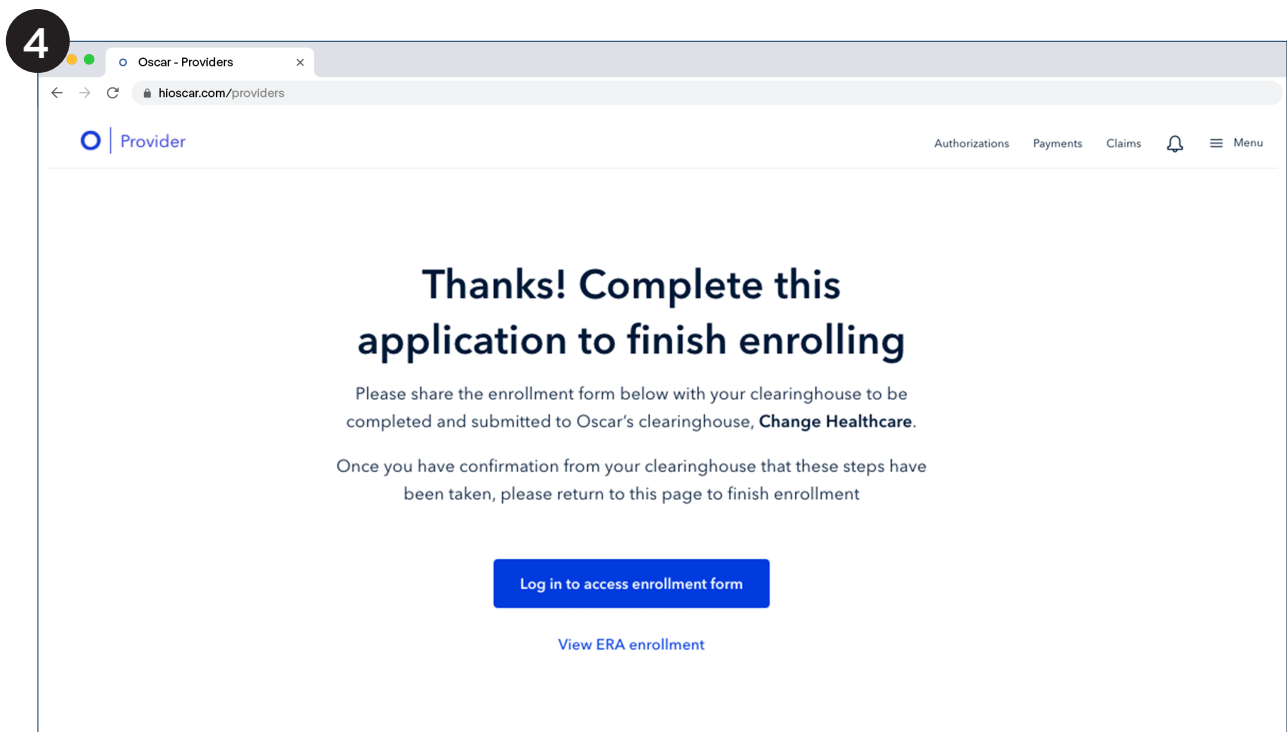 4
Oscar - Providers
hioscar.com/providers
Provider
Authorizations Payments Claims Menu
Thanks! Complete this
application to finish enrolling
Please share the enrollment form below with your clearinghouse to be
completed and submitted to Oscar’s clearinghouse, Change Healthcare.
Once you have confirmation from your clearinghouse that these steps have
been taken, please return to this page to finish enrollment
Log in to access enrollment form
View ERA enrollment